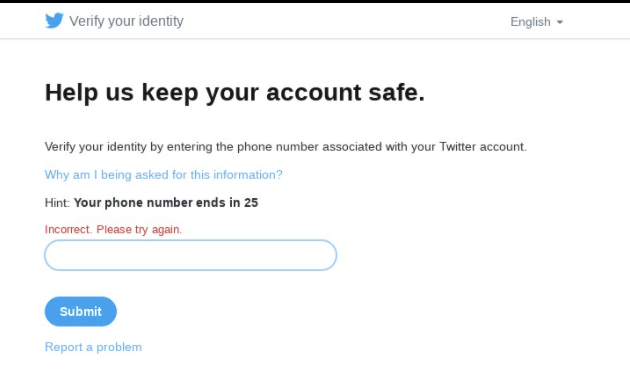 Verify your identity
English
Help us keep your account safe.
Verify your identity by entering the phone number associated with your Twitter account.
Why am I being asked for this information?
Hint: Your phone number ends in 25
Incorrect. Please try again.
Submit
Report a problem